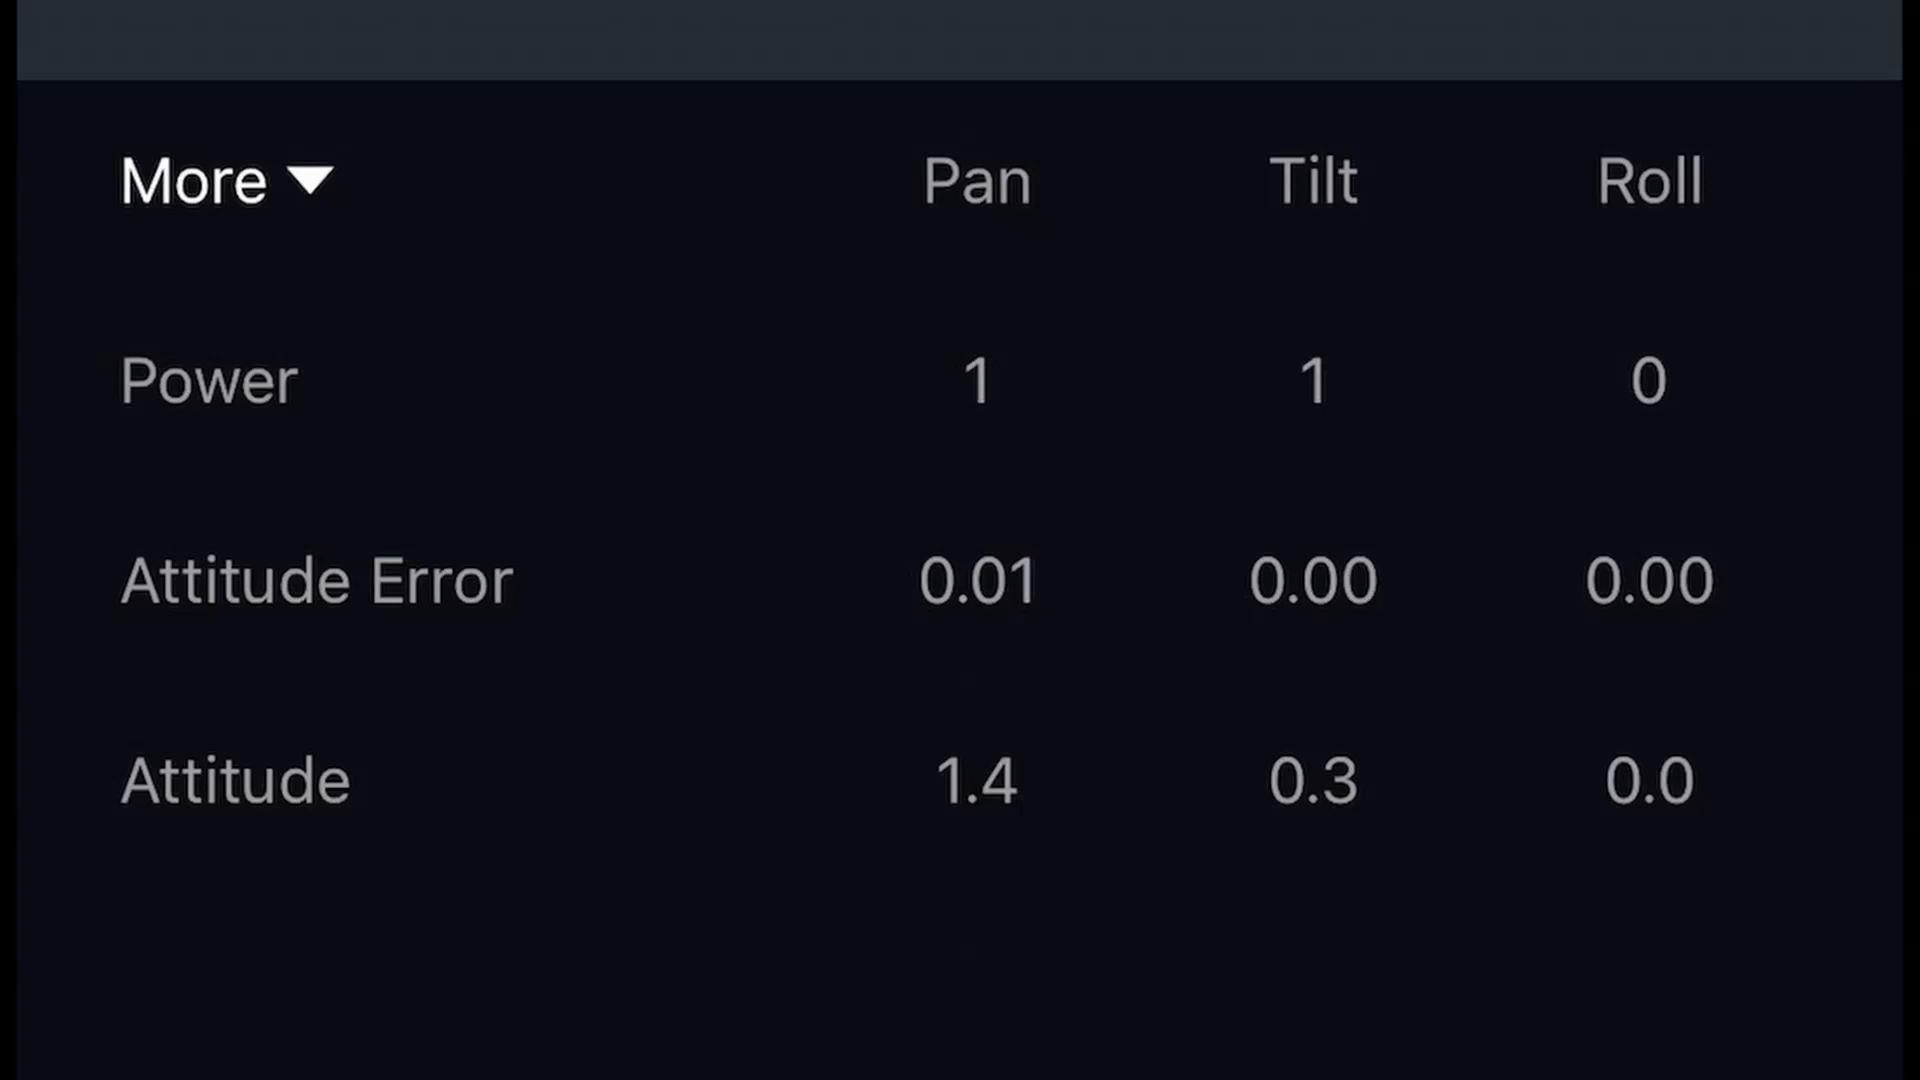 More Pan Tilt Roll
Power 1 1 0
Attitude Error 0.01 0.00 0.00
Attitude 1.4 0.3 0.0